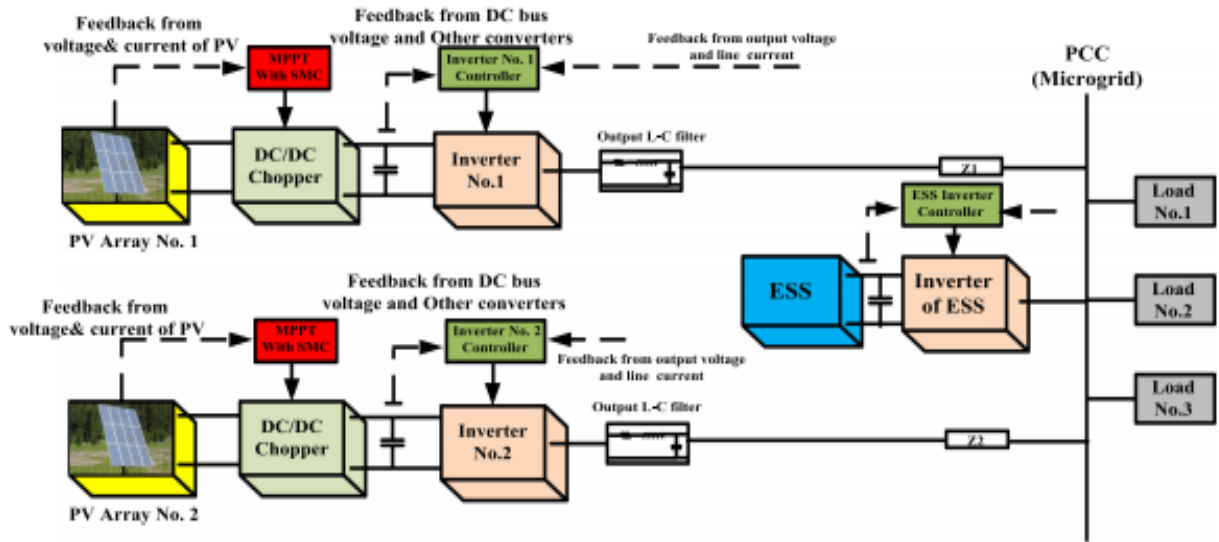 Feedback from
voltage& current of PV
Feedback from DC bus
voltage and Other converters
Feedback from output voltage
and line current
MPPT
With SMC
Inverter No. 1
Controller
PCC
(Microgrid)
DC/DC
Chopper
Inverter
No.1
Output L-C filter
Z1
PV Array No. 1
ESS Inverter
Controller
Load
No.1
ESS
Inverter
of ESS
Load
No.2
Feedback from
voltage& current of PV
Feedback from DC bus
voltage and Other converters
MPPT
With SMC
Inverter No. 2
Controller
Feedback from output voltage
and line current
DC/DC
Chopper
Inverter
No.2
Output L-C filter
Z2
Load
No.3
PV Array No. 2